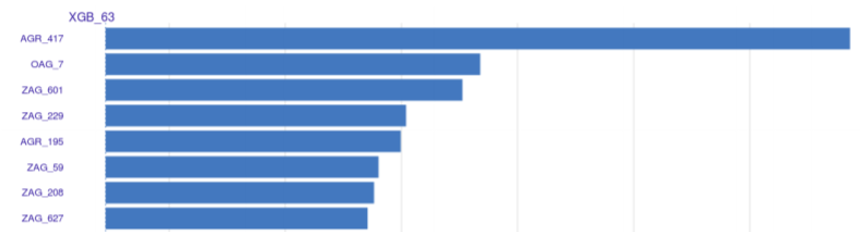 XGB_63
AGR_417
OAG_7
ZAG_601
ZAG_229
AGR_195
ZAG_59
ZAG_208
ZAG_627